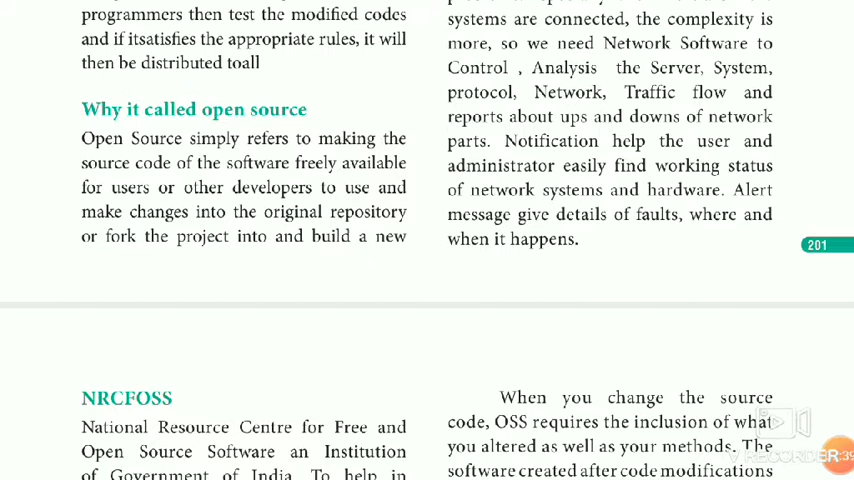 programmers then test the modified codes
and if itsatisfies the appropriate rules, it will
then be distributed toall
Why it called open source
Open Source simply refers to making the
source code of the software freely available
for users or other developers to use and
make changes into the original repository
or fork the project into and build a new
systems are connected, the complexity is
more, so we need Network Software to
Control , Analysis the Server, System,
protocol, Network, Traffic flow and
reports about ups and downs of network
parts. Notification help the user and
administrator easily find working status
of network systems and hardware. Alert
message give details of faults, where and
when it happens.
201
NRCFOSS
National Resource Centre for Free and
Open Source Software an Institution
of Government of India. To help in
When you change the source
code, OSS requires the inclusion of what
you altered as well as your methods. The
software created after code modifications
V RECORDER